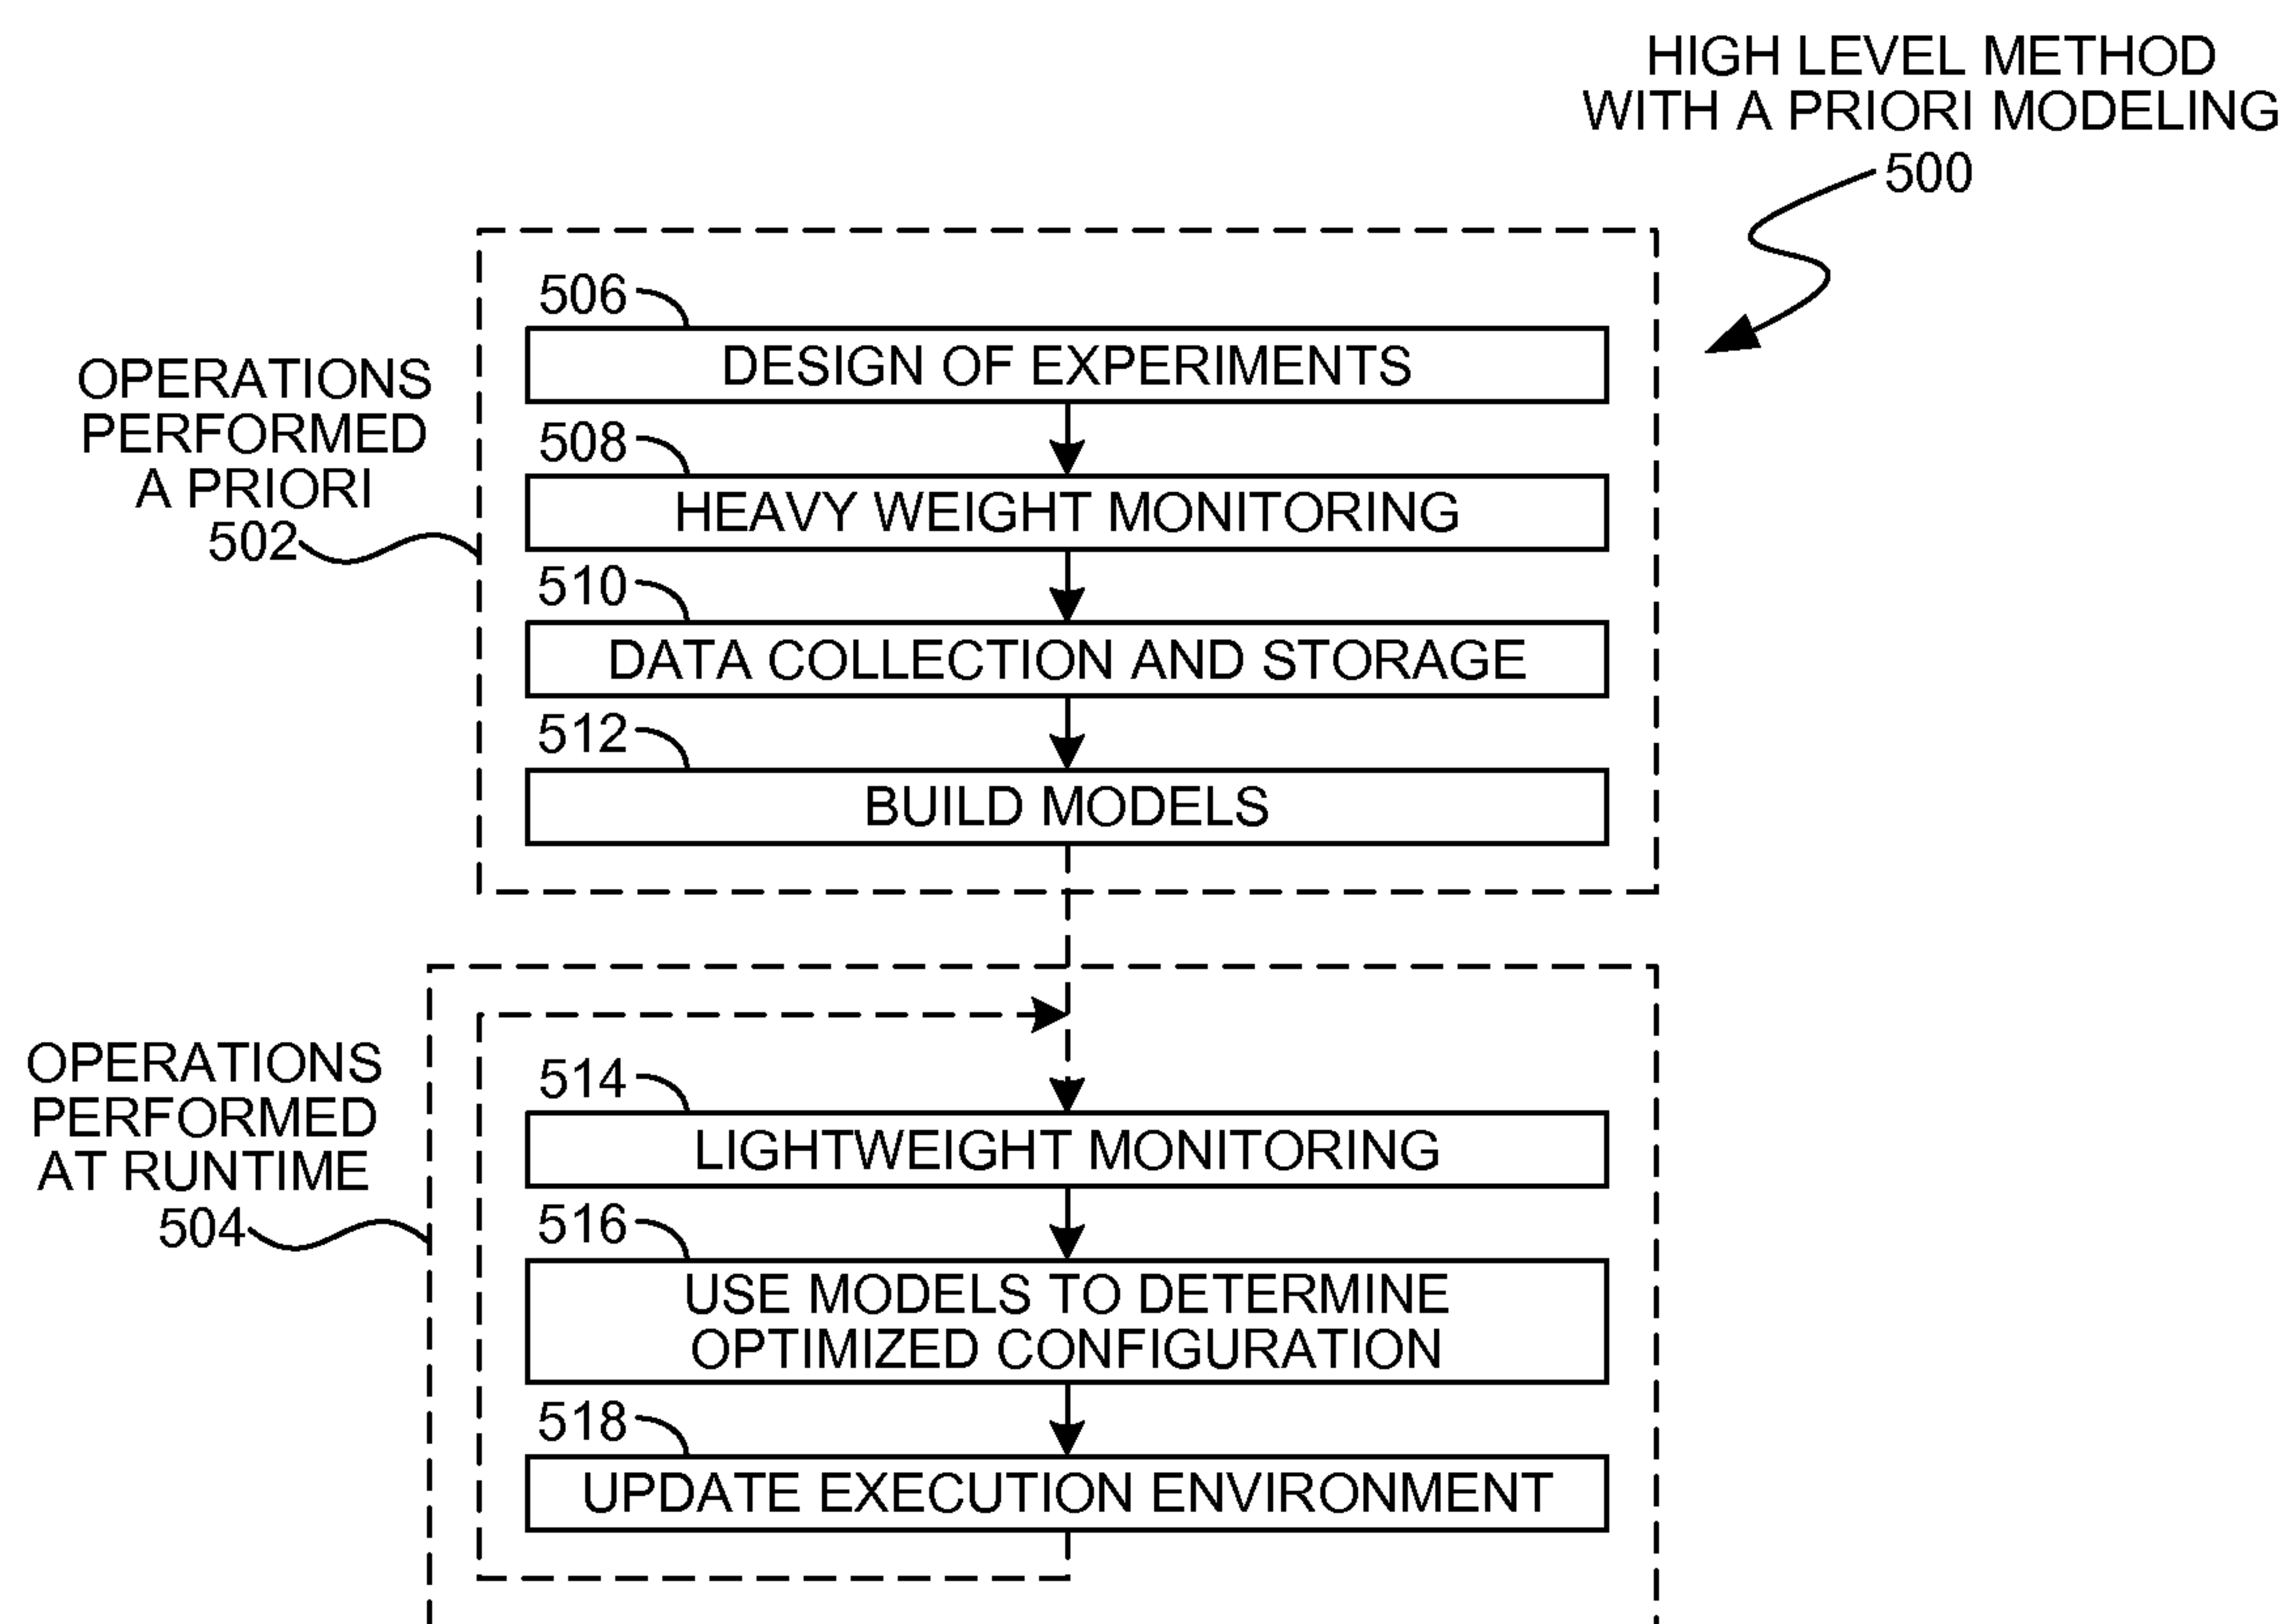 HIGH LEVEL METHOD
WITH A PRIORI MODELING
500
506
DESIGN OF EXPERIMENTS
OPERATIONS
PERFORMED
A PRIORI
502
508
HEAVY WEIGHT MONITORING
510
DATA COLLECTION AND STORAGE
512
BUILD MODELS
OPERATIONS
PERFORMED
AT RUNTIME
504
514
LIGHTWEIGHT MONITORING
516
USE MODELS TO DETERMINE
OPTIMIZED CONFIGURATION
518
UPDATE EXECUTION ENVIRONMENT